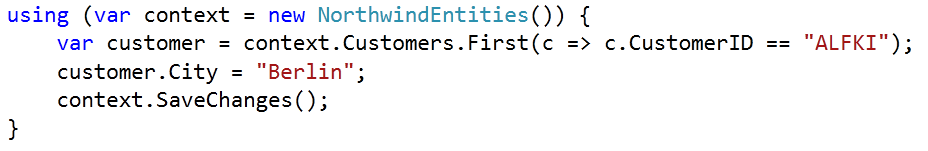 using (var context = new NorthwindEntities()) {
    var customer = context.Customers.First(c => c.CustomerID == "ALFKI");
    customer.City = "Berlin";
    context.SaveChanges();
}